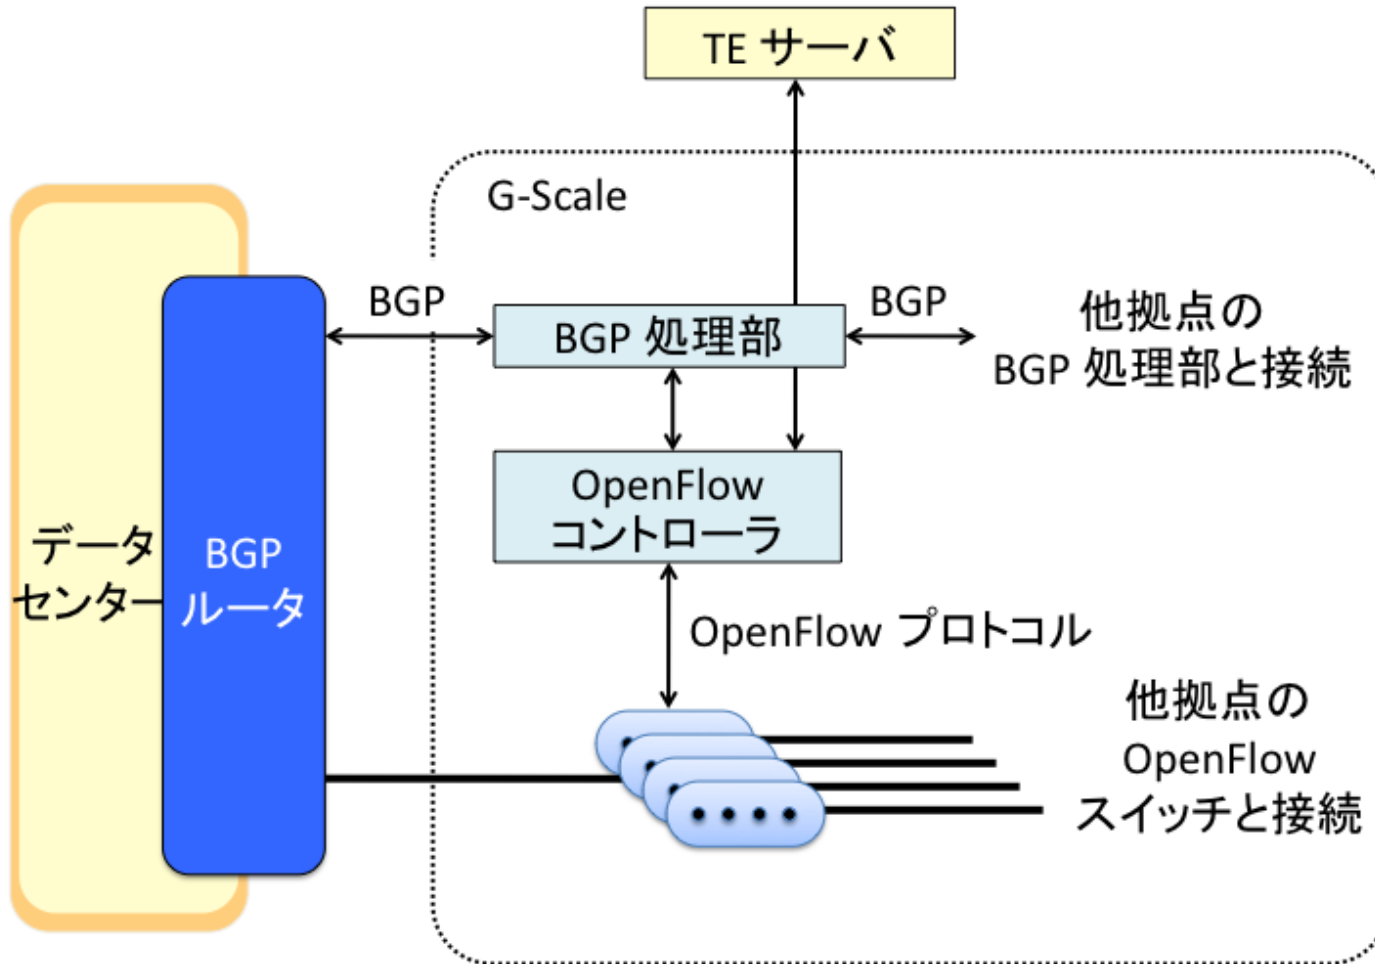 TE サーバ
G-Scale
BGP
BGP 処理部
BGP
他拠点の
BGP 処理部と接続
OpenFlow
コントローラ
データ
センター
BGP
ルータ
OpenFlow プロトコル
他拠点の
OpenFlow
スイッチと接続